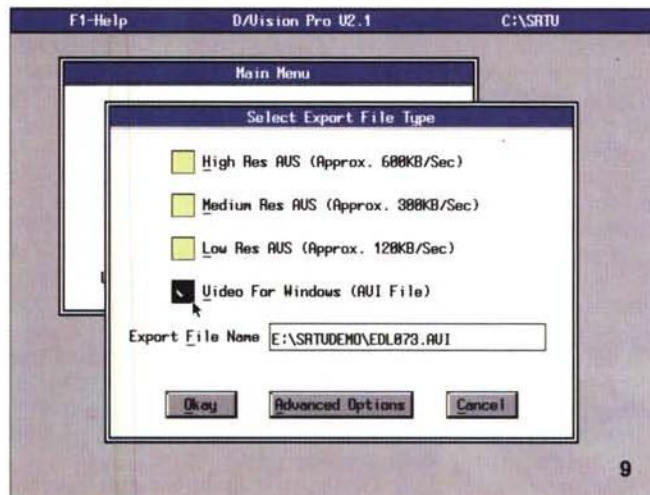 F1-Help D/Vision Pro V2.1 C:\SATU
Main Menu
Select Export File Type
High Res AVS (Approx. 600KB/Sec)
Medium Res AVS (Approx. 300KB/Sec)
Low Res AVS (Approx. 120KB/Sec)
Video For Windows (AVI File)
Export File Name E:\SATUDEMO\EDL073.AVI
Okay Advanced Options Cancel
9